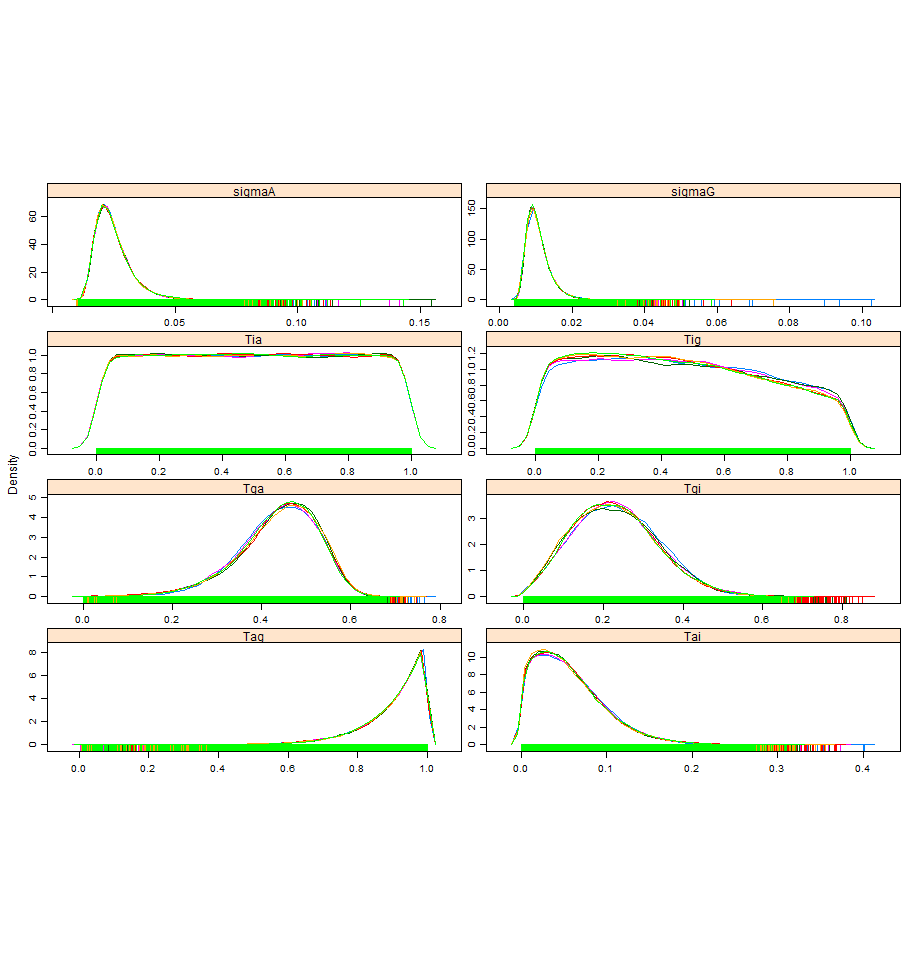 Density
sigmaA
0 20 40 60
0.05 0.10 0.15
sigmaG
0 50 100 150
0.00 0.02 0.04 0.06 0.08 0.10
Tia
0.0 0.2 0.4 0.6 0.8 1.0
0.0 0.2 0.4 0.6 0.8 1.0
Tig
0.0 0.2 0.4 0.6 0.8 1.0 1.2
0.0 0.2 0.4 0.6 0.8 1.0
Tga
0 1 2 3 4 5
0.0 0.2 0.4 0.6 0.8
Tgi
0 1 2 3
0.0 0.2 0.4 0.6 0.8
Tag
0 2 4 6 8
0.0 0.2 0.4 0.6 0.8 1.0
Tai
0 2 4 6 8 10
0.0 0.1 0.2 0.3 0.4